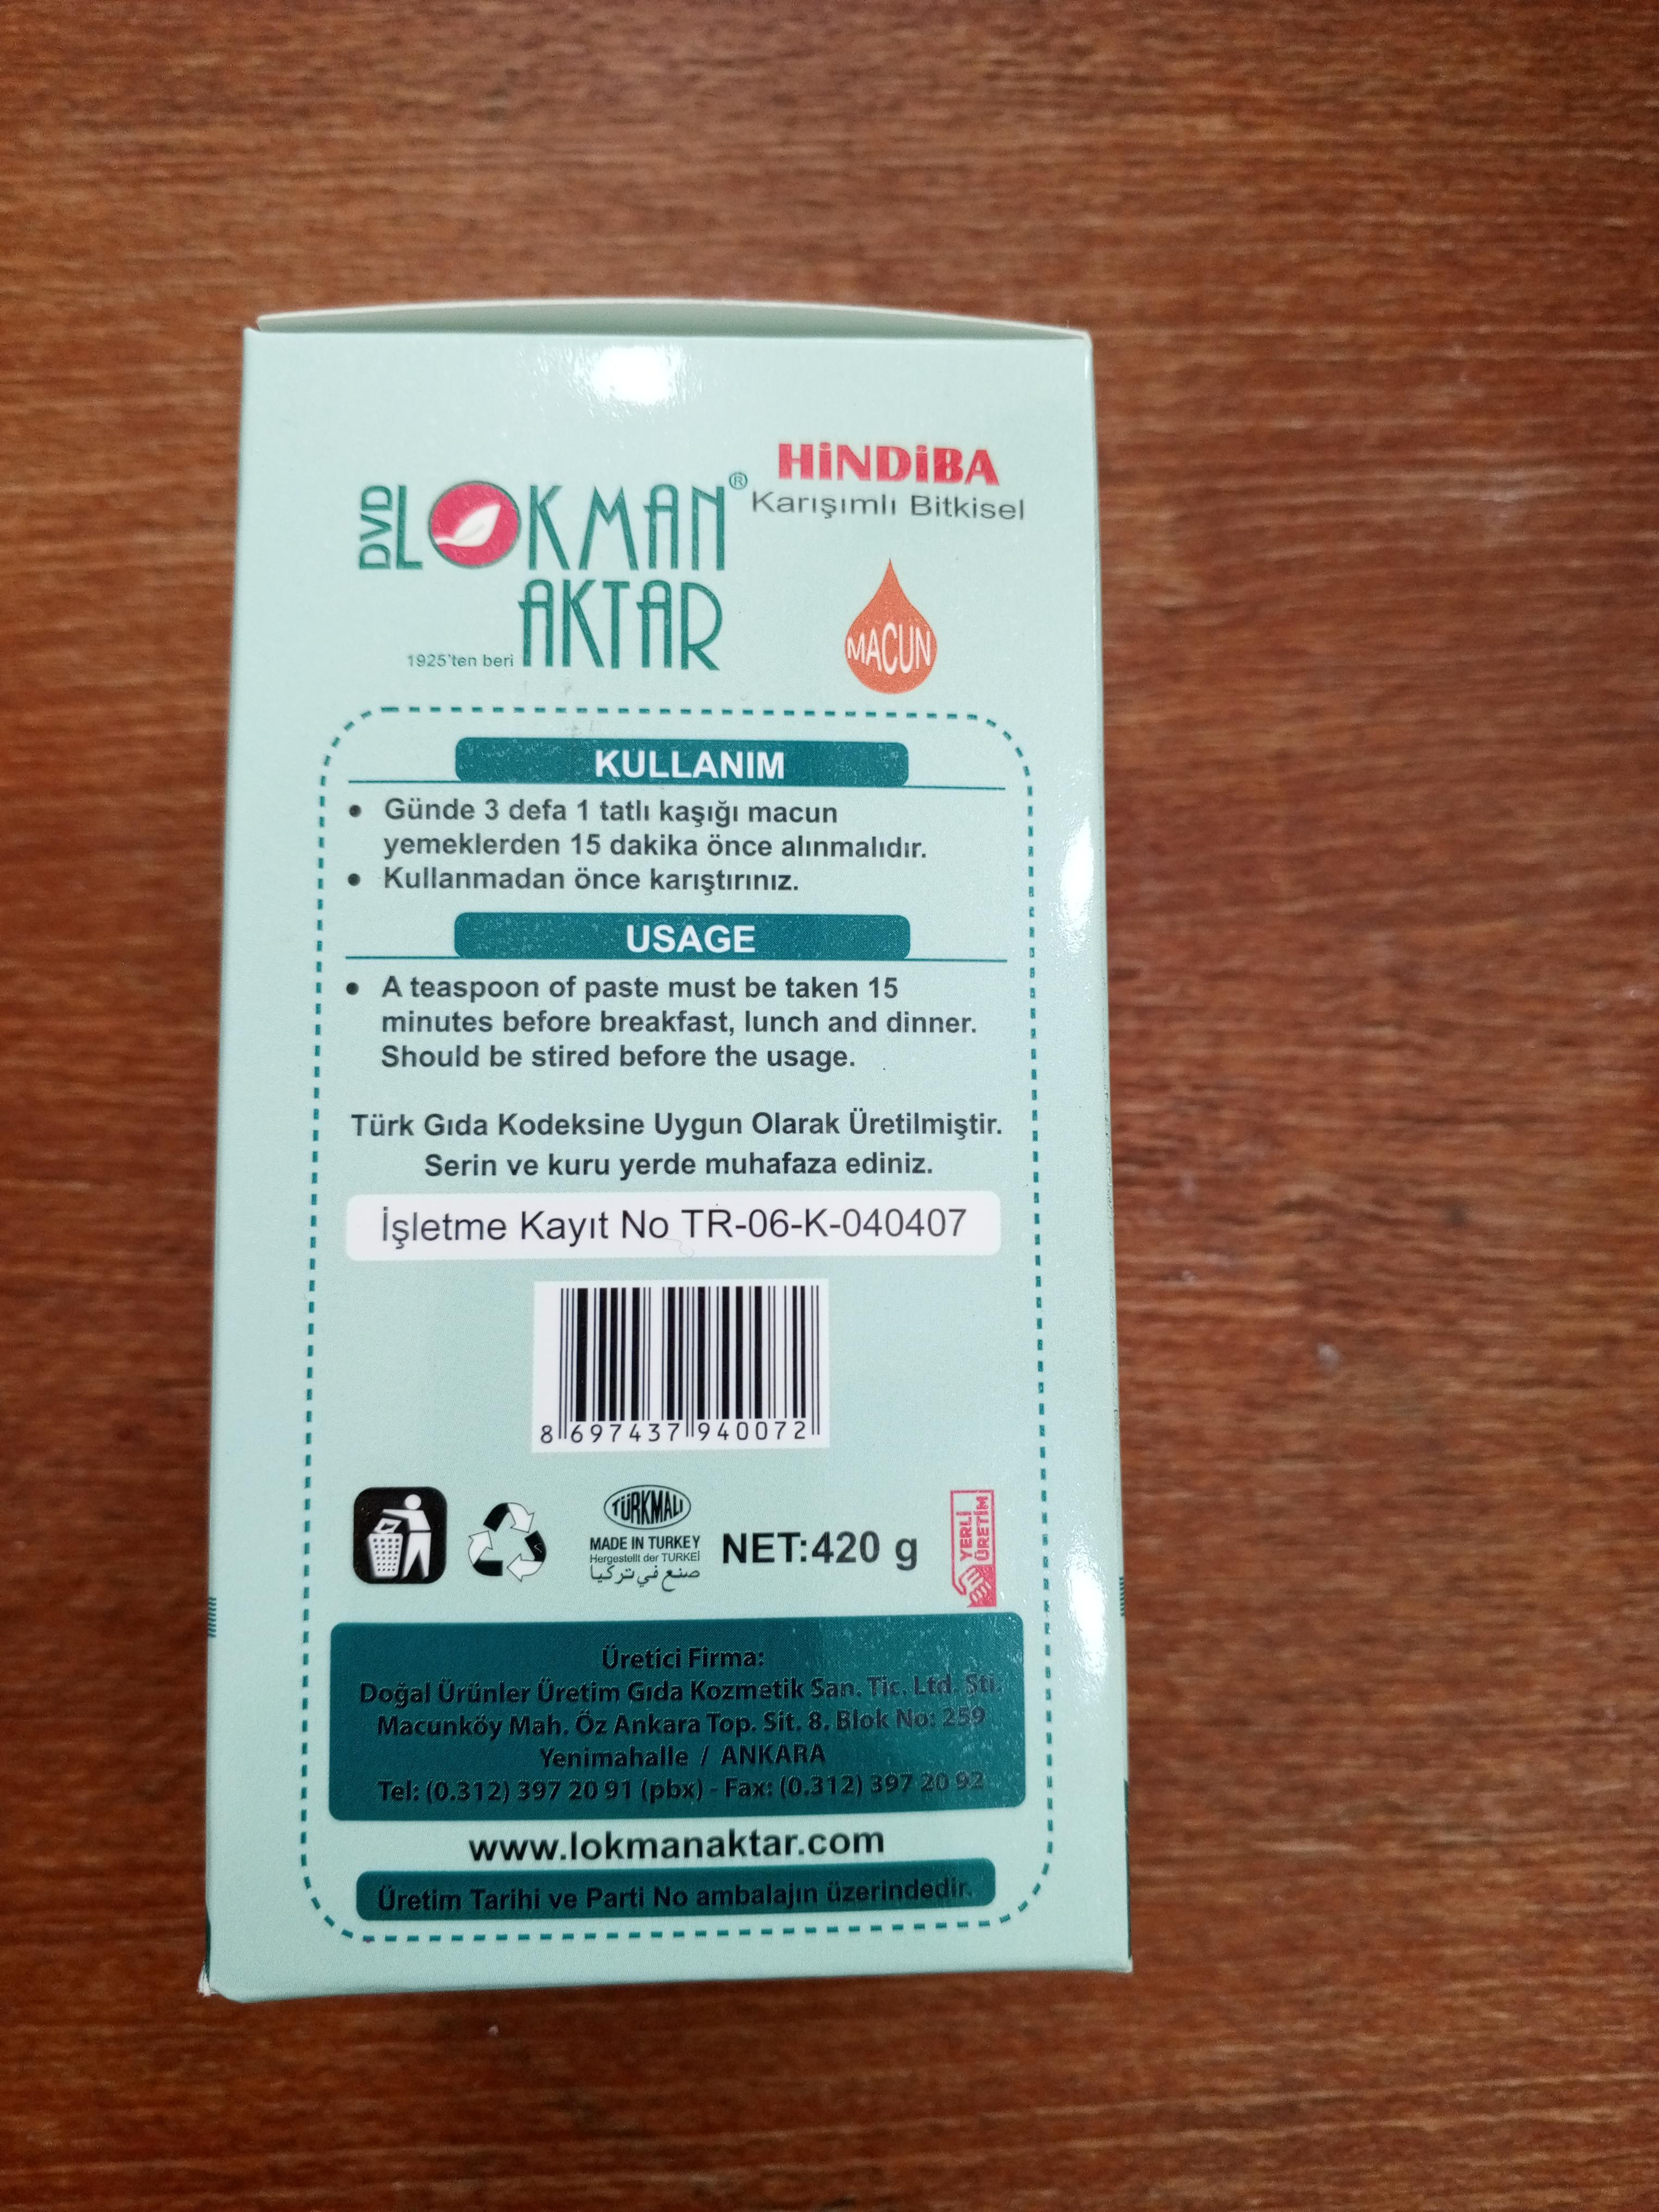 HİNDİBA
Karışımlı Bitkisel
DVD LOKMAN®
AKTAR
1925'ten beri
MACUN
KULLANIM
• Günde 3 defa 1 tatlı kaşığı macun
yemeklerden 15 dakika önce alınmalıdır.
• Kullanmadan önce karıştırınız.
USAGE
• A teaspoon of paste must be taken 15
minutes before breakfast, lunch and dinner.
Should be stired before the usage.
Türk Gıda Kodeksine Uygun Olarak Üretilmiştir.
Serin ve kuru yerde muhafaza ediniz.
İşletme Kayıt No TR-06-K-040407
8 697437 940072
TÜRKMALI
MADE IN TURKEY
Hergestellt der TURKEİ
صنع في تركيا
NET:420 g
YERLİ
ÜRETİM
Üretici Firma:
Doğal Ürünler Üretim Gıda Kozmetik San. Tic. Ltd. Şti.
Macunköy Mah. Öz Ankara Top. Sit. 8. Blok No: 259
Yenimahalle / ANKARA
Tel: (0.312) 397 20 91 (pbx) - Fax: (0.312) 397 20 92
www.lokmanaktar.com
Üretim Tarihi ve Parti No ambalajın üzerindedir.